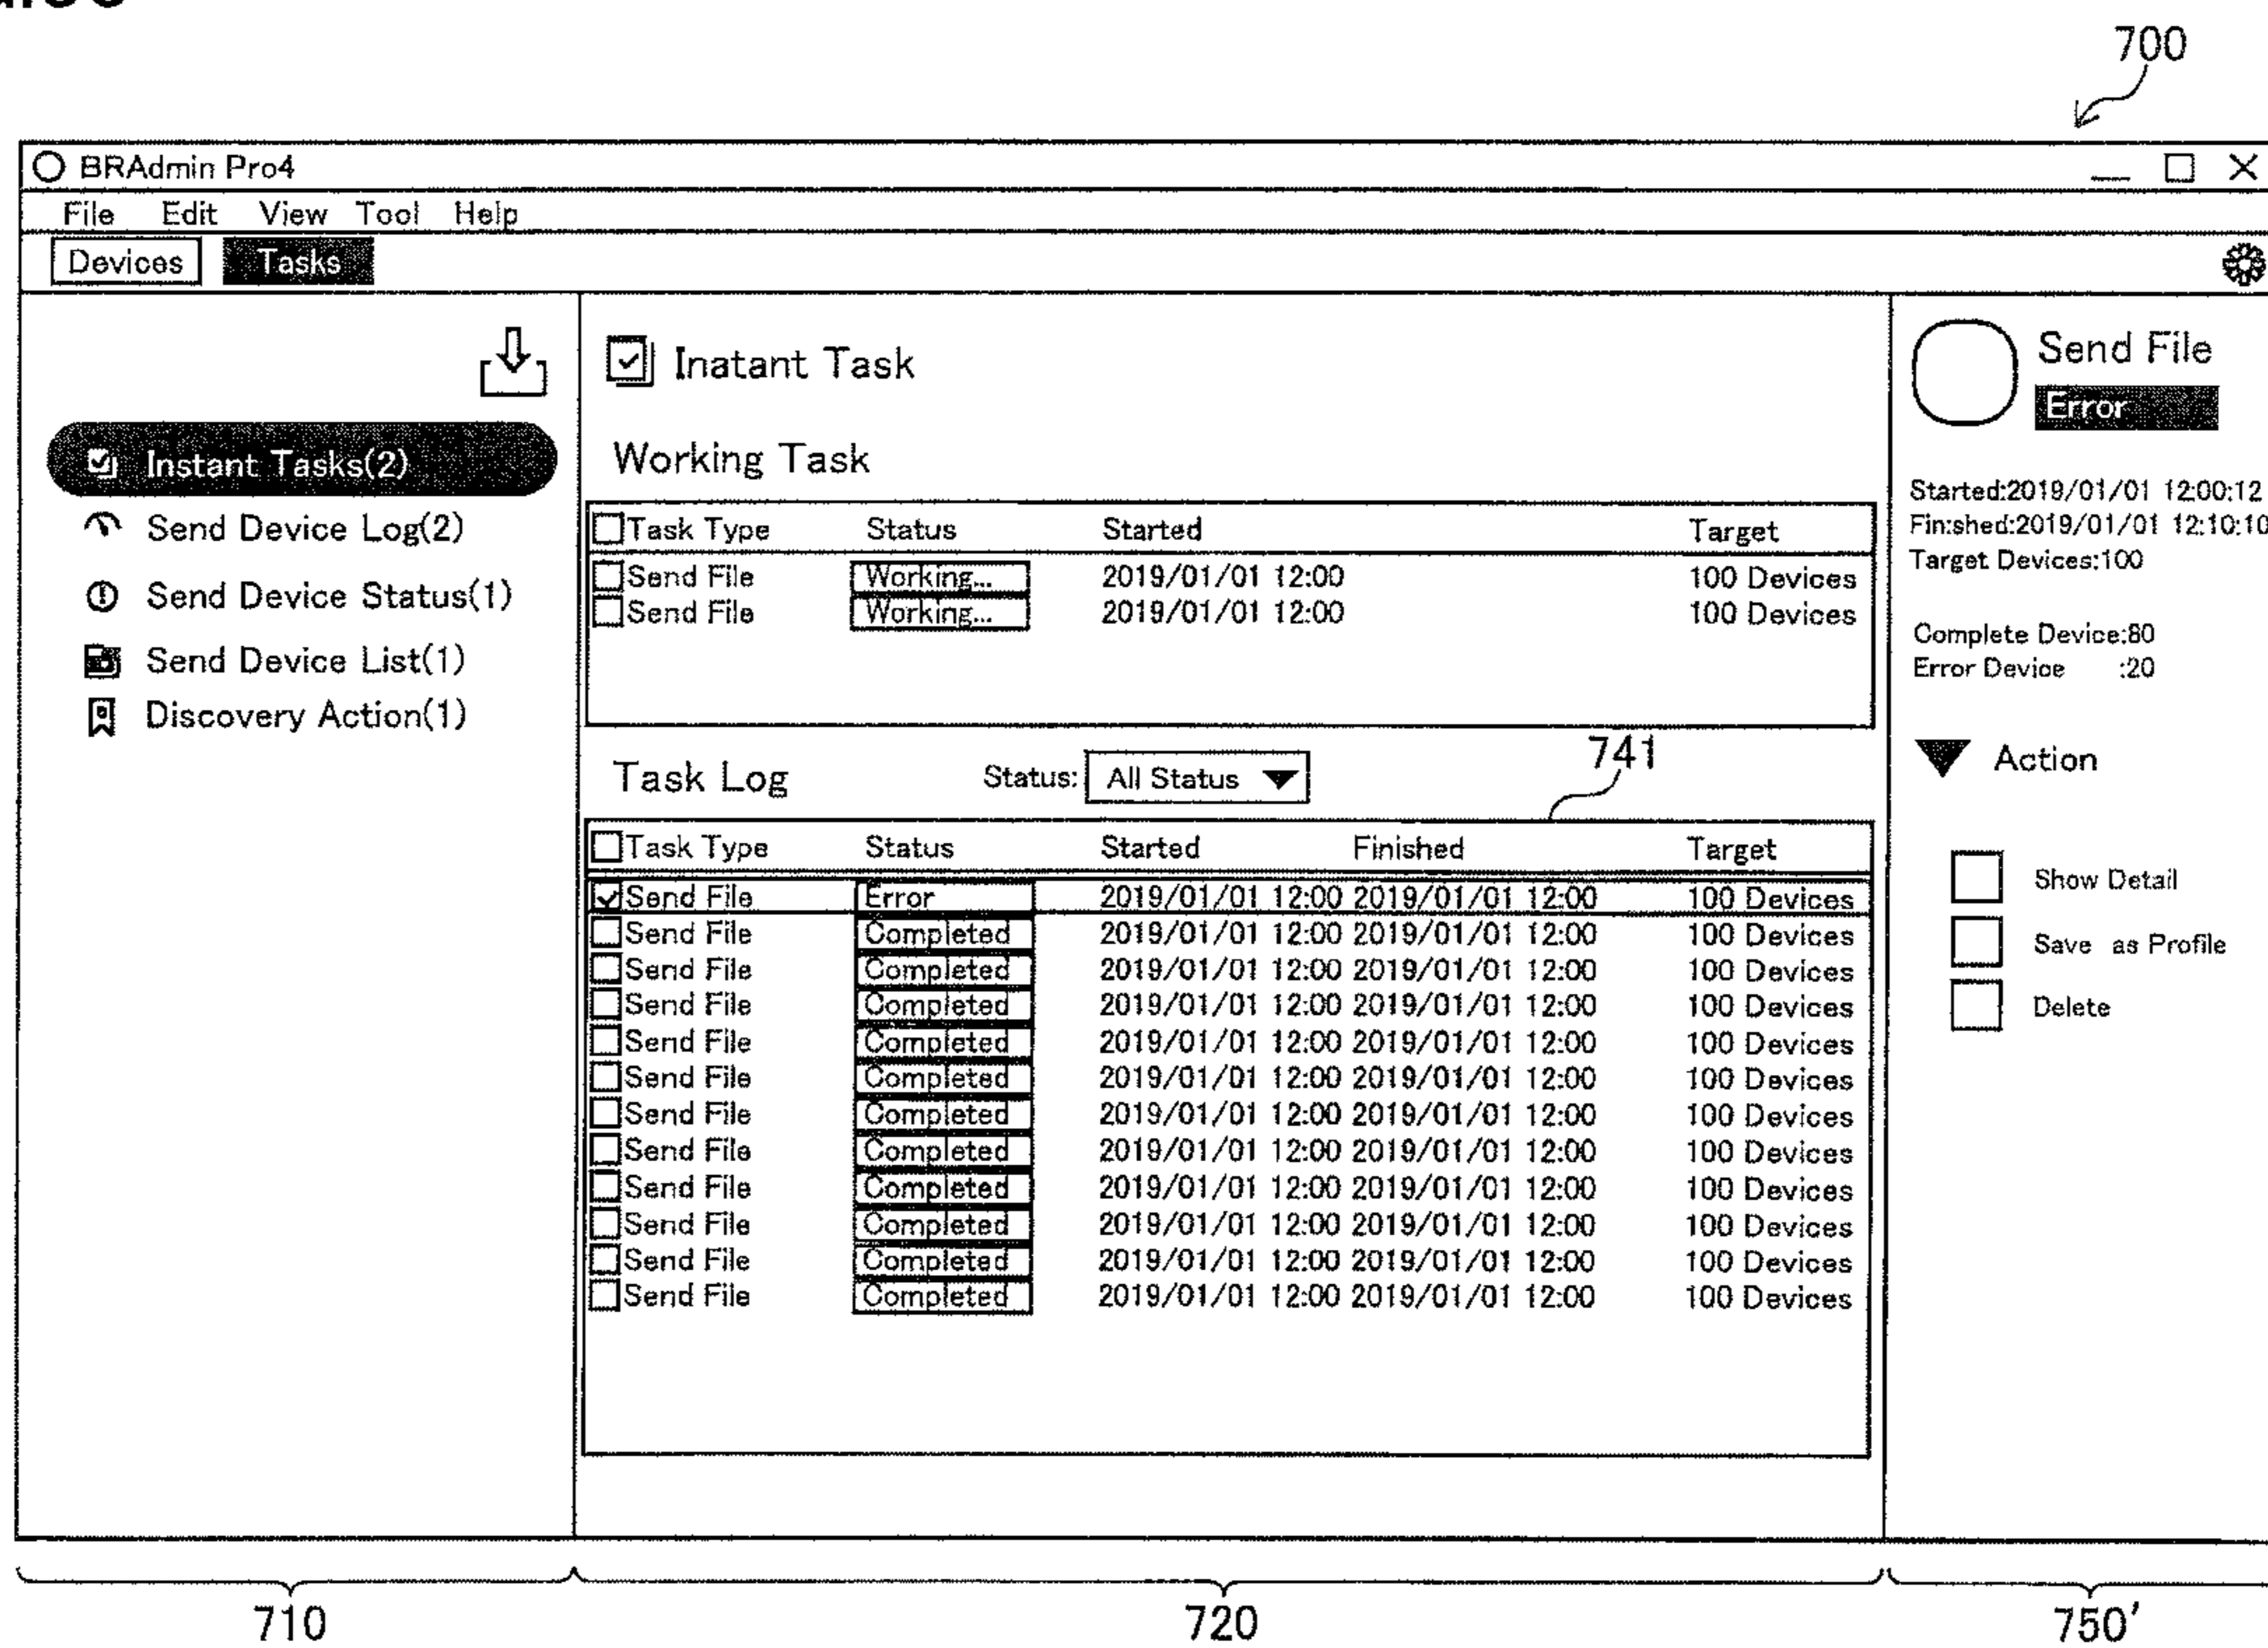 700
BRAdmin Pro4
File Edit View Tool Help
Devices Tasks
Instant Tasks(2)
Send Device Log(2)
Send Device Status(1)
Send Device List(1)
Discovery Action(1)
Inatant Task
Working Task
Task Type Status Started Target
Send File Working... 2019/01/01 12:00 100 Devices
Send File Working... 2019/01/01 12:00 100 Devices
Task Log Status: All Status
741
Task Type Status Started Finished Target
Send File Error 2019/01/01 12:00 2019/01/01 12:00 100 Devices
Send File Completed 2019/01/01 12:00 2019/01/01 12:00 100 Devices
Send File Completed 2019/01/01 12:00 2019/01/01 12:00 100 Devices
Send File Completed 2019/01/01 12:00 2019/01/01 12:00 100 Devices
Send File Completed 2019/01/01 12:00 2019/01/01 12:00 100 Devices
Send File Completed 2019/01/01 12:00 2019/01/01 12:00 100 Devices
Send File Completed 2019/01/01 12:00 2019/01/01 12:00 100 Devices
Send File Completed 2019/01/01 12:00 2019/01/01 12:00 100 Devices
Send File Completed 2019/01/01 12:00 2019/01/01 12:00 100 Devices
Send File Completed 2019/01/01 12:00 2019/01/01 12:00 100 Devices
Send File Completed 2019/01/01 12:00 2019/01/01 12:00 100 Devices
Send File Completed 2019/01/01 12:00 2019/01/01 12:00 100 Devices
Send File
Error
Started:2019/01/01 12:00:12
Fin:shed:2019/01/01 12:10:10
Target Devices:100
Complete Device:80
Error Device :20
Action
Show Detail
Save as Profile
Delete
710
720
750'